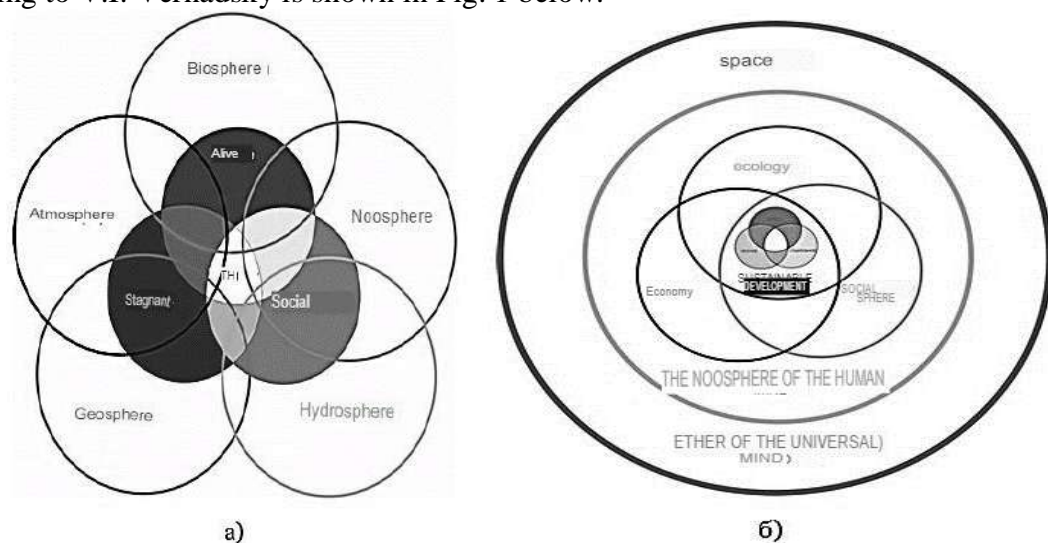 ing to V.I. Vernadsky is shown in Fig. 1 below.
Biosphere
Alive
Atmosphere
Noosphere
TH
Stagnant
Social
Geosphere
Hydrosphere
а)
space
ecology
SUSTAINABLE
DEVELOPMENT
Economy
SOCIAL
SPHERE
THE NOOSPHERE OF THE HUMAN
ETHER OF THE UNIVERSAL)
MIND)
б)